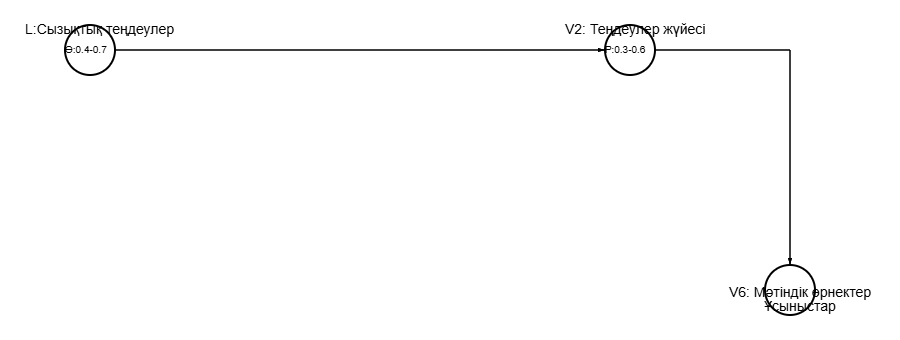 L:Сызықтық теңдеулер
V2: Теңдеулер жүйесі
Ө:0.4-0.7
Р:0.3-0.6
V6: Мәтіндік өрнектер
Ұсыныстар